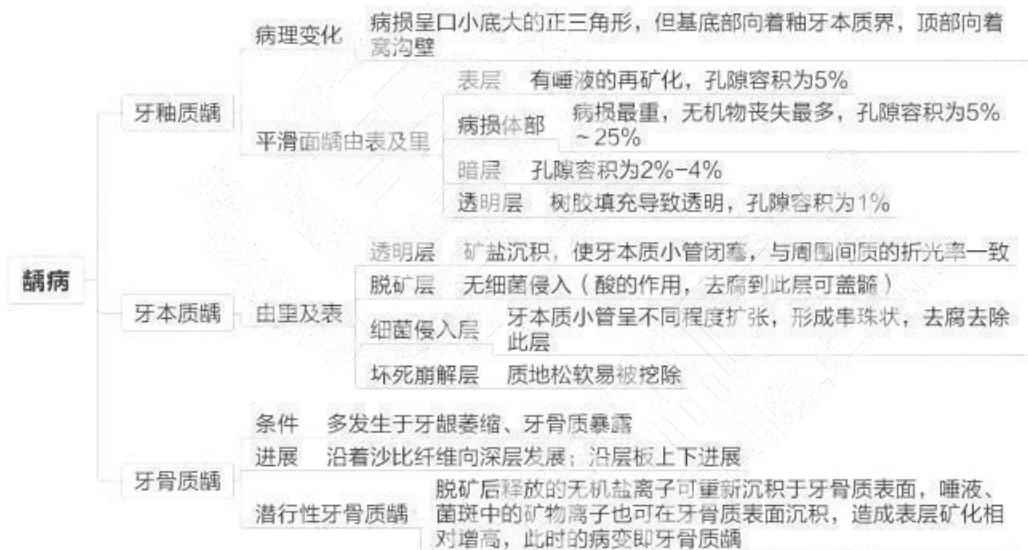 龋病
牙釉质龋
病理变化
病损呈口小底大的正三角形，但基底部向着釉牙本质界，顶部向着
窝沟壁
平滑面龋由表及里
表层 有唾液的再矿化，孔隙容积为5%
病损体部
病损最重，无机物丧失最多，孔隙容积为5%
~25%
暗层 孔隙容积为2%-4%
透明层 树胶填充导致透明，孔隙容积为1%
牙本质龋
由里及表
透明层 矿盐沉积，使牙本质小管闭塞，与周围间质的折光率一致
脱矿层 无细菌侵入（酸的作用，去腐到此层可盖髓）
细菌侵入层
牙本质小管呈不同程度扩张，形成串珠状，去腐去除
此层
坏死崩解层 质地松软易被挖除
牙骨质龋
条件 多发生于牙龈萎缩、牙骨质暴露
进展 沿着沙比纤维向深层发展；沿层板上下进展
潜行性牙骨质龋
脱矿后释放的无机盐离子可重新沉积于牙骨质表面，唾液、
菌斑中的矿物离子也可在牙骨质表面沉积，造成表层矿化相
对增高，此时的病变即牙骨质龋